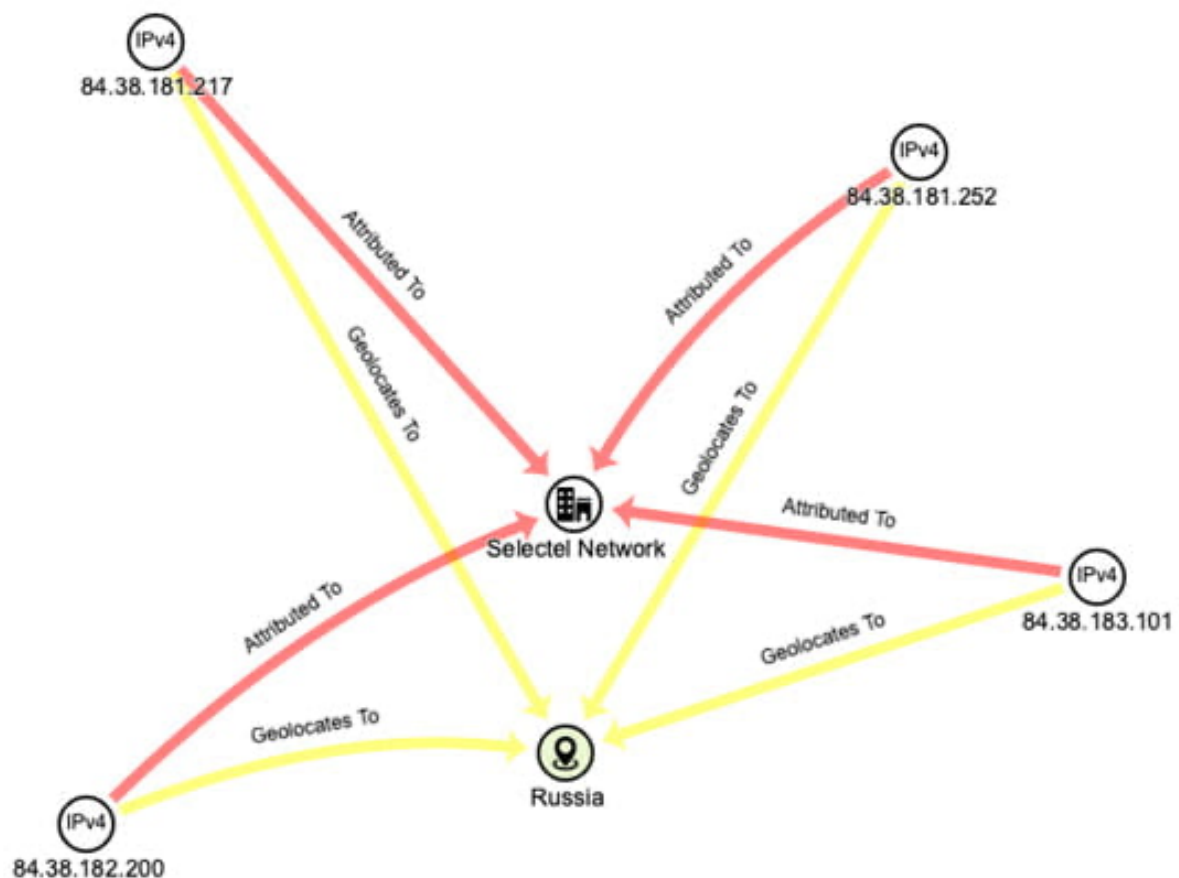 IPv4
84.38.181.217
IPv4
84.38.181.252
Attributed To
Attributed To
Geolocates To
Geolocates To
Selectel Network
Attributed To
IPv4
84.38.183.101
Attributed To
Geolocates To
Geolocates To
Russia
IPv4
84.38.182.200